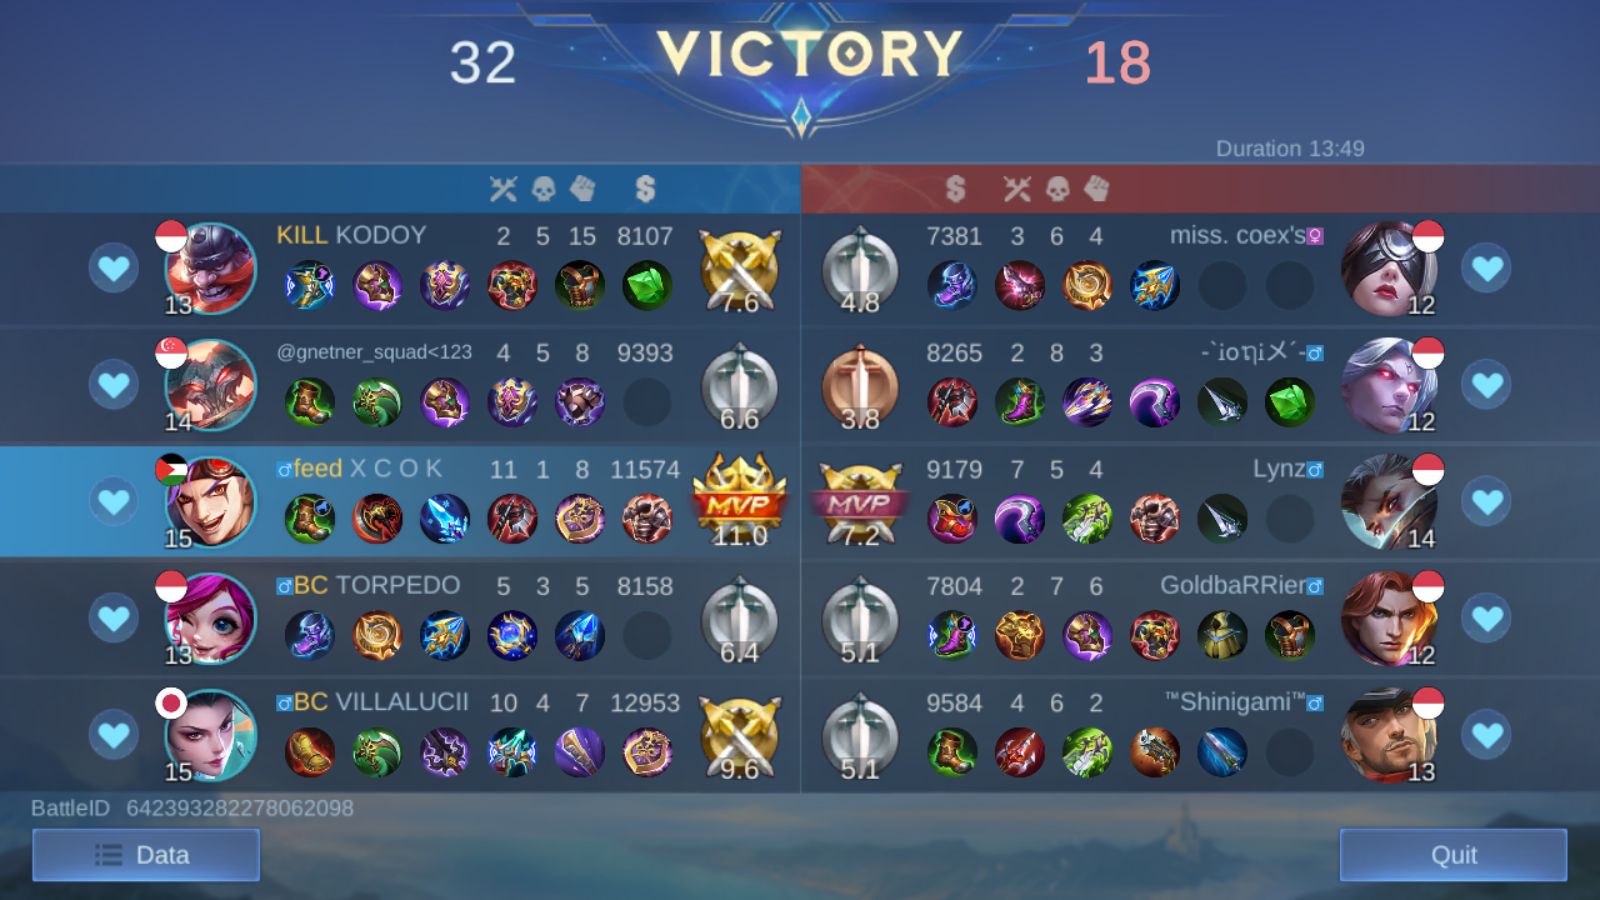 32 VICTORY 18
Duration 13:49
KILL KODOY 2 5 15 8107
13 7.6
4.8 7381 3 6 4 miss. coex's♀
12
@gnetner_squad<123 4 5 8 9393
14 6.6
3.8 8265 2 8 3 -`ioηi乂´-♂
12
♂feed X C O K 11 1 8 11574
15 MVP 11.0
MVP 7.2 9179 7 5 4 Lynz♂
14
♂BC TORPEDO 5 3 5 8158
13 6.4
5.1 7804 2 7 6 GoldbaRRier♂
12
♂BC VILLALUCII 10 4 7 12953
15 9.6
5.1 9584 4 6 2 ™Shinigami™♂
13
BattleID 642393282278062098
Data
Quit